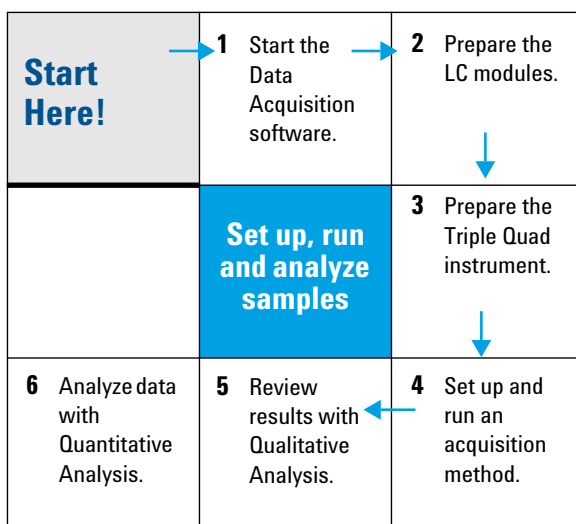 Start
Here!
1 Start the
Data
Acquisition
software.
2 Prepare the
LC modules.
3 Prepare the
Triple Quad
instrument.
Set up, run
and analyze
samples
4 Set up and
run an
acquisition
method.
5 Review
results with
Qualitative
Analysis.
6 Analyze data
with
Quantitative
Analysis.